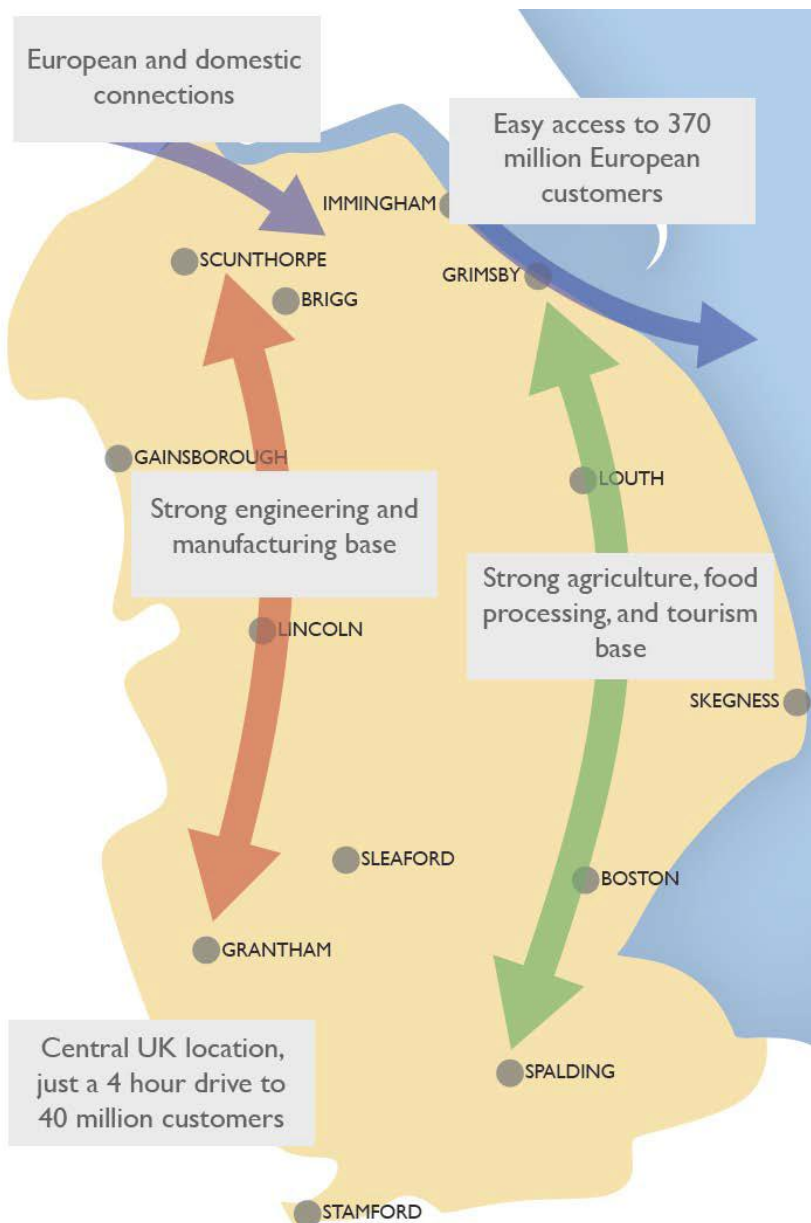 European and domestic
connections
Easy access to 370
million European
customers
IMMINGHAM
SCUNTHORPE
GRIMSBY
BRIGG
GAINSBOROUGH
LOUTH
Strong engineering and
manufacturing base
Strong agriculture, food
processing, and tourism
base
LINCOLN
SKEGNESS
SLEAFORD
BOSTON
GRANTHAM
Central UK location,
just a 4 hour drive to
40 million customers
SPALDING
STAMFORD